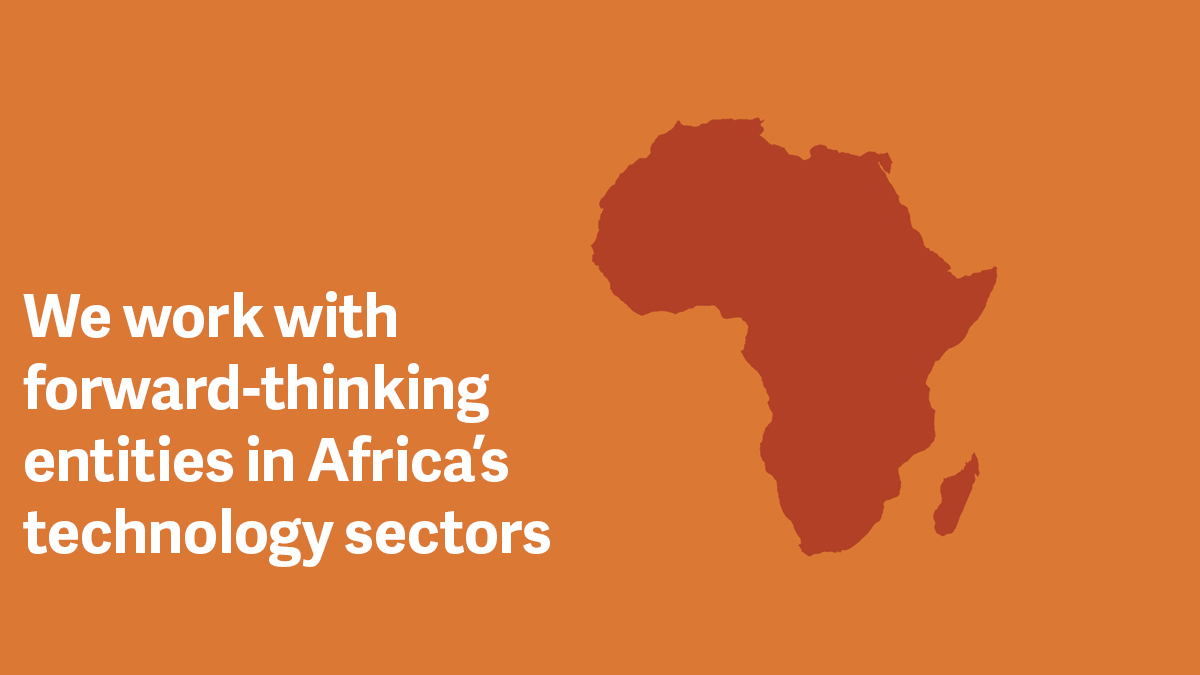 We work with
forward-thinking
entities in Africa’s
technology sectors